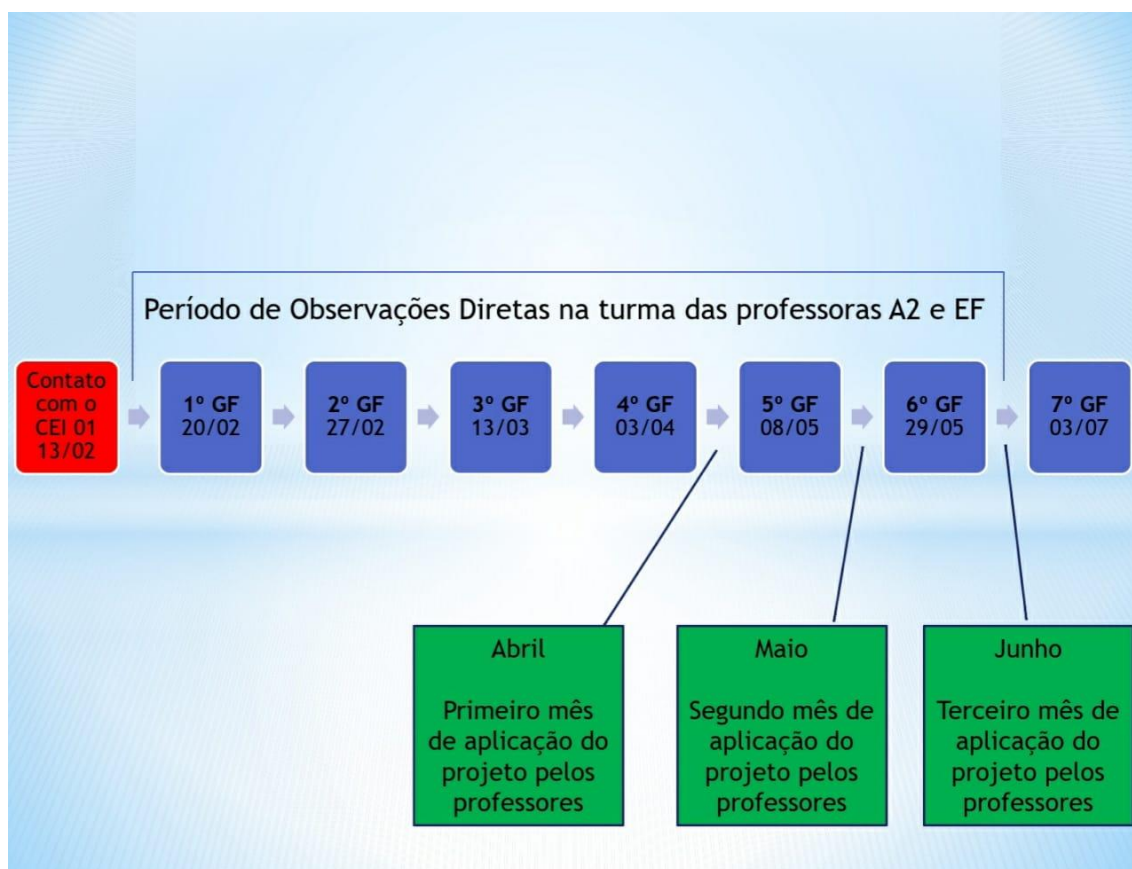 Período de Observações Diretas na turma das professoras A2 e EF
Contato
com o
CEI 01
13/02
1º GF
20/02
2º GF
27/02
3º GF
13/03
4º GF
03/04
5º GF
08/05
6º GF
29/05
7º GF
03/07
Abril
Primeiro mês
de aplicação do
projeto pelos
professores
Maio
Segundo mês de
aplicação do
projeto pelos
professores
Junho
Terceiro mês de
aplicação do
projeto pelos
professores